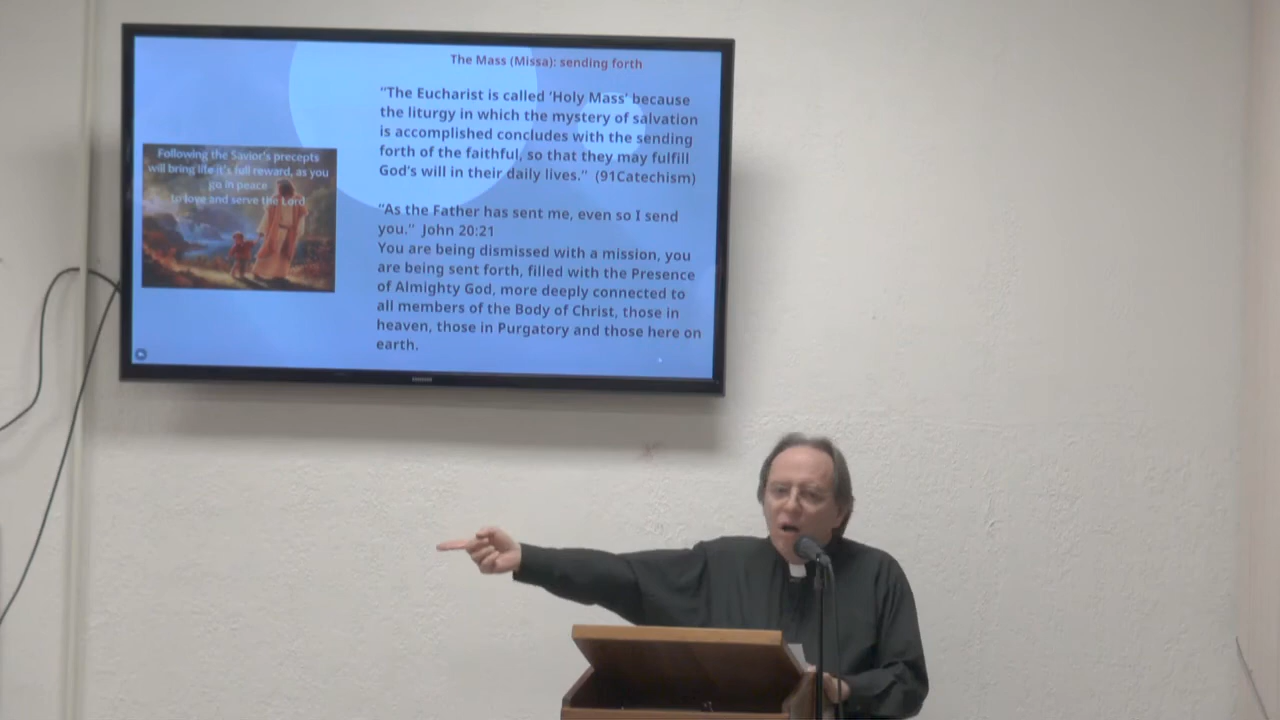 The Mass (Missa): sending forth
"The Eucharist is called 'Holy Mass' because
the liturgy in which the mystery of salvation
is accomplished concludes with the sending
forth of the faithful, so that they may fulfill
God's will in their daily lives." (91Catechism)
"As the Father has sent me, even so I send
you." John 20:21
You are being dismissed with a mission, you
are being sent forth, filled with the Presence
of Almighty God, more deeply connected to
all members of the Body of Christ, those in
heaven, those in Purgatory and those here on
earth.
Following the Savior's precepts
will bring life it's full reward, as you
go in peace
to love and serve the Lord